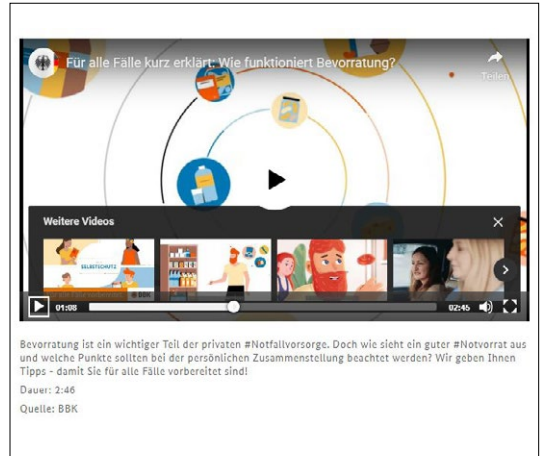 Für alle Fälle kurz erklärt: Wie funktioniert Bevorratung?
Teilen
Weitere Videos
SELBSTSCHUTZ
BBK
01:08
02:45
Bevorratung ist ein wichtiger Teil der privaten #Notfallvorsorge. Doch wie sieht ein guter #Notvorrat aus
und welche Punkte sollten bei der persönlichen Zusammenstellung beachtet werden? Wir geben Ihnen
Tipps - damit Sie für alle Fälle vorbereitet sind!
Dauer: 2:46
Quelle: BBK